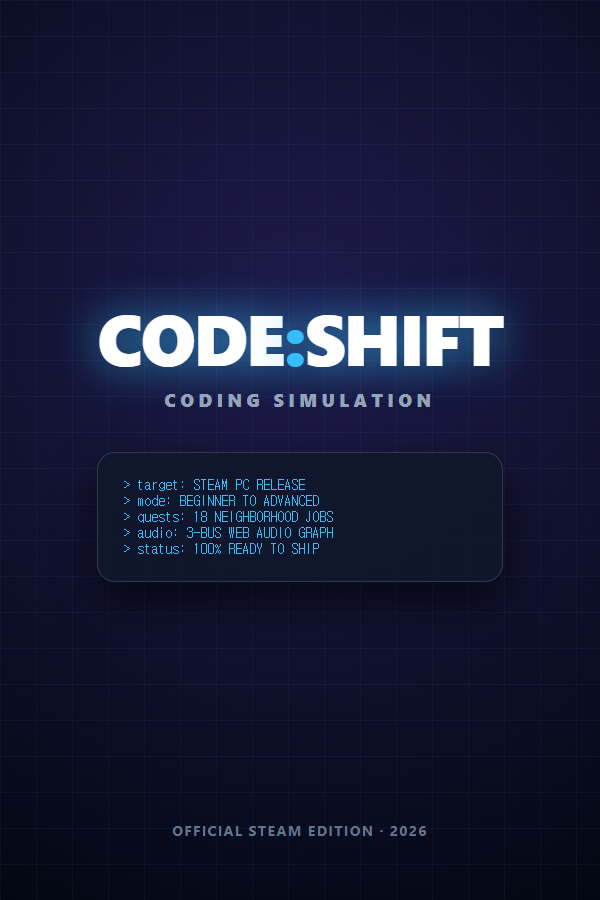 CODE:SHIFT
CODING SIMULATION
> target: STEAM PC RELEASE
> mode: BEGINNER TO ADVANCED
> quests: 18 NEIGHBORHOOD JOBS
> audio: 3-BUS WEB AUDIO GRAPH
> status: 100% READY TO SHIP
OFFICIAL STEAM EDITION · 2026